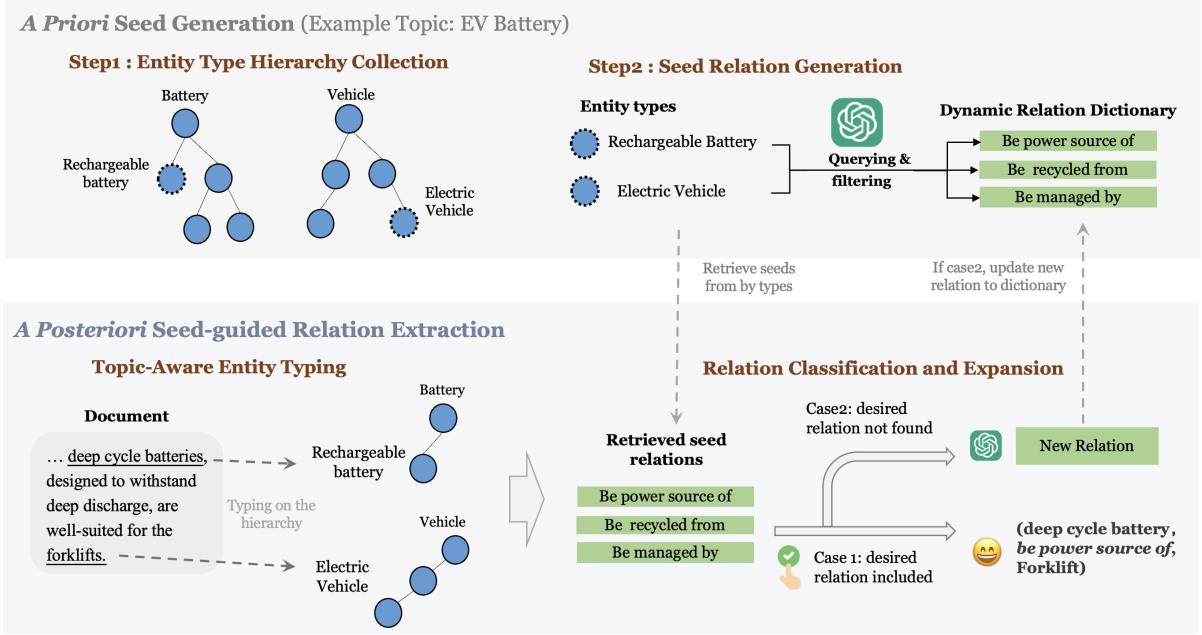 A Priori Seed Generation (Example Topic: EV Battery)
Step1 : Entity Type Hierarchy Collection
Battery
Vehicle
Rechargeable
battery
Electric
Vehicle
Step2 : Seed Relation Generation
Entity types
Rechargeable Battery
Electric Vehicle
Querying &
filtering
Dynamic Relation Dictionary
Be power source of
Be recycled from
Be managed by
Retrieve seeds
from by types
If case2, update new
relation to dictionary
A Posteriori Seed-guided Relation Extraction
Topic-Aware Entity Typing
Document
... deep cycle batteries,
designed to withstand
deep discharge, are
well-suited for the
forklifts.
Typing on the
hierarchy
Battery
Rechargeable
battery
Vehicle
Electric
Vehicle
Relation Classification and Expansion
Retrieved seed
relations
Be power source of
Be recycled from
Be managed by
Case2: desired
relation not found
New Relation
Case 1: desired
relation included
(deep cycle battery,
be power source of,
Forklift)